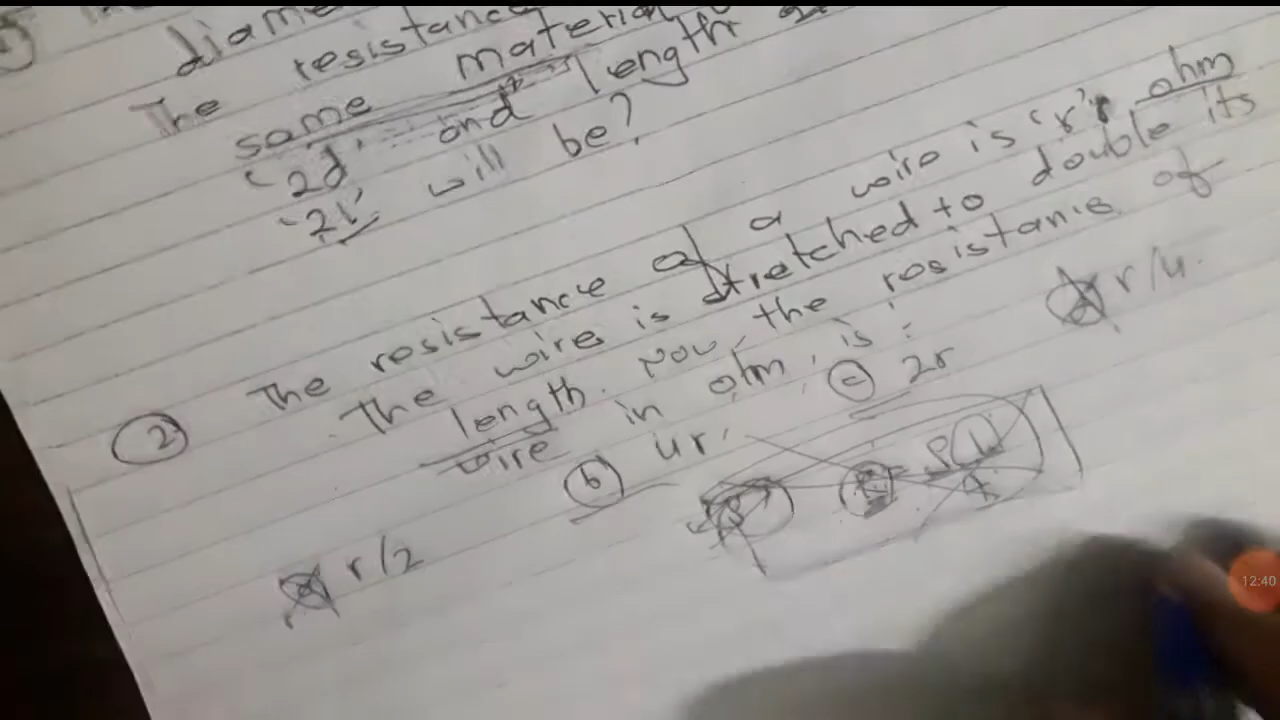 diame
The resistance
same material
'2d' and length
'2l' will be?
2 The resistance of a wire is 'r' ohm
The wire is stretched to double its
length. Now, the resistance of
wire in ohm, is:
r/2 b 4r c 2r r/4.
12:40